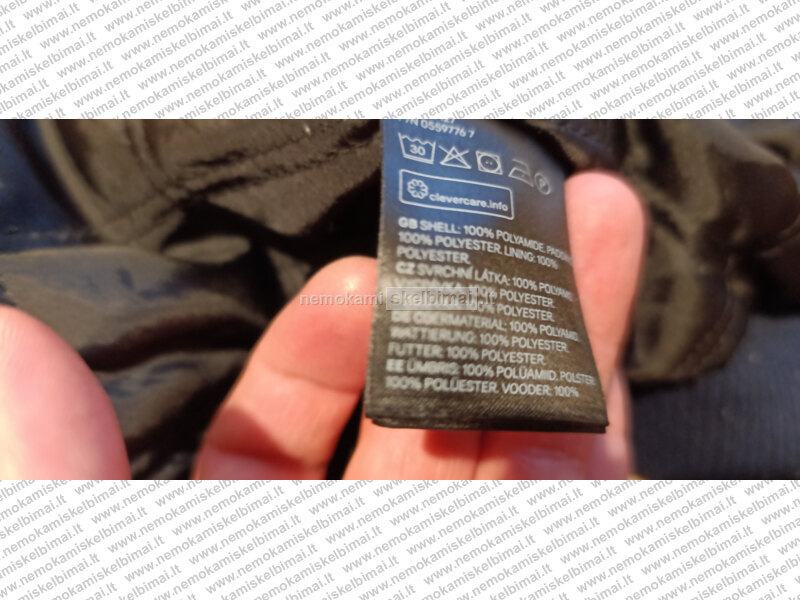 0559776 7
30
clevercare.info
GB SHELL: 100% POLYAMIDE, PADDING:
100% POLYESTER, LINING: 100%
POLYESTER.
CZ SVRCHNÍ LÁTKA: 100% POLYAMID
100% POLYESTER.
100% POLYESTER.
DE OBERMATERIAL: 100% POLYAMID.
WATTIERUNG: 100% POLYESTER.
FUTTER: 100% POLYESTER.
EE ÜMBRIS: 100% POLÜAMIID. POLSTER:
100% POLÜESTER. VOODER: 100%
nemokamiskelbimai.lt
www.nemokamiskelbimai.lt